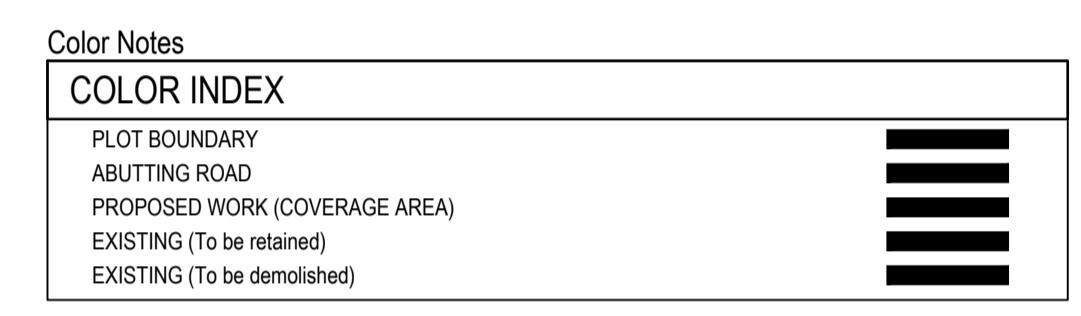 Color Notes
COLOR INDEX
PLOT BOUNDARY
ABUTTING ROAD
PROPOSED WORK (COVERAGE AREA)
EXISTING (To be retained)
EXISTING (To be demolished)